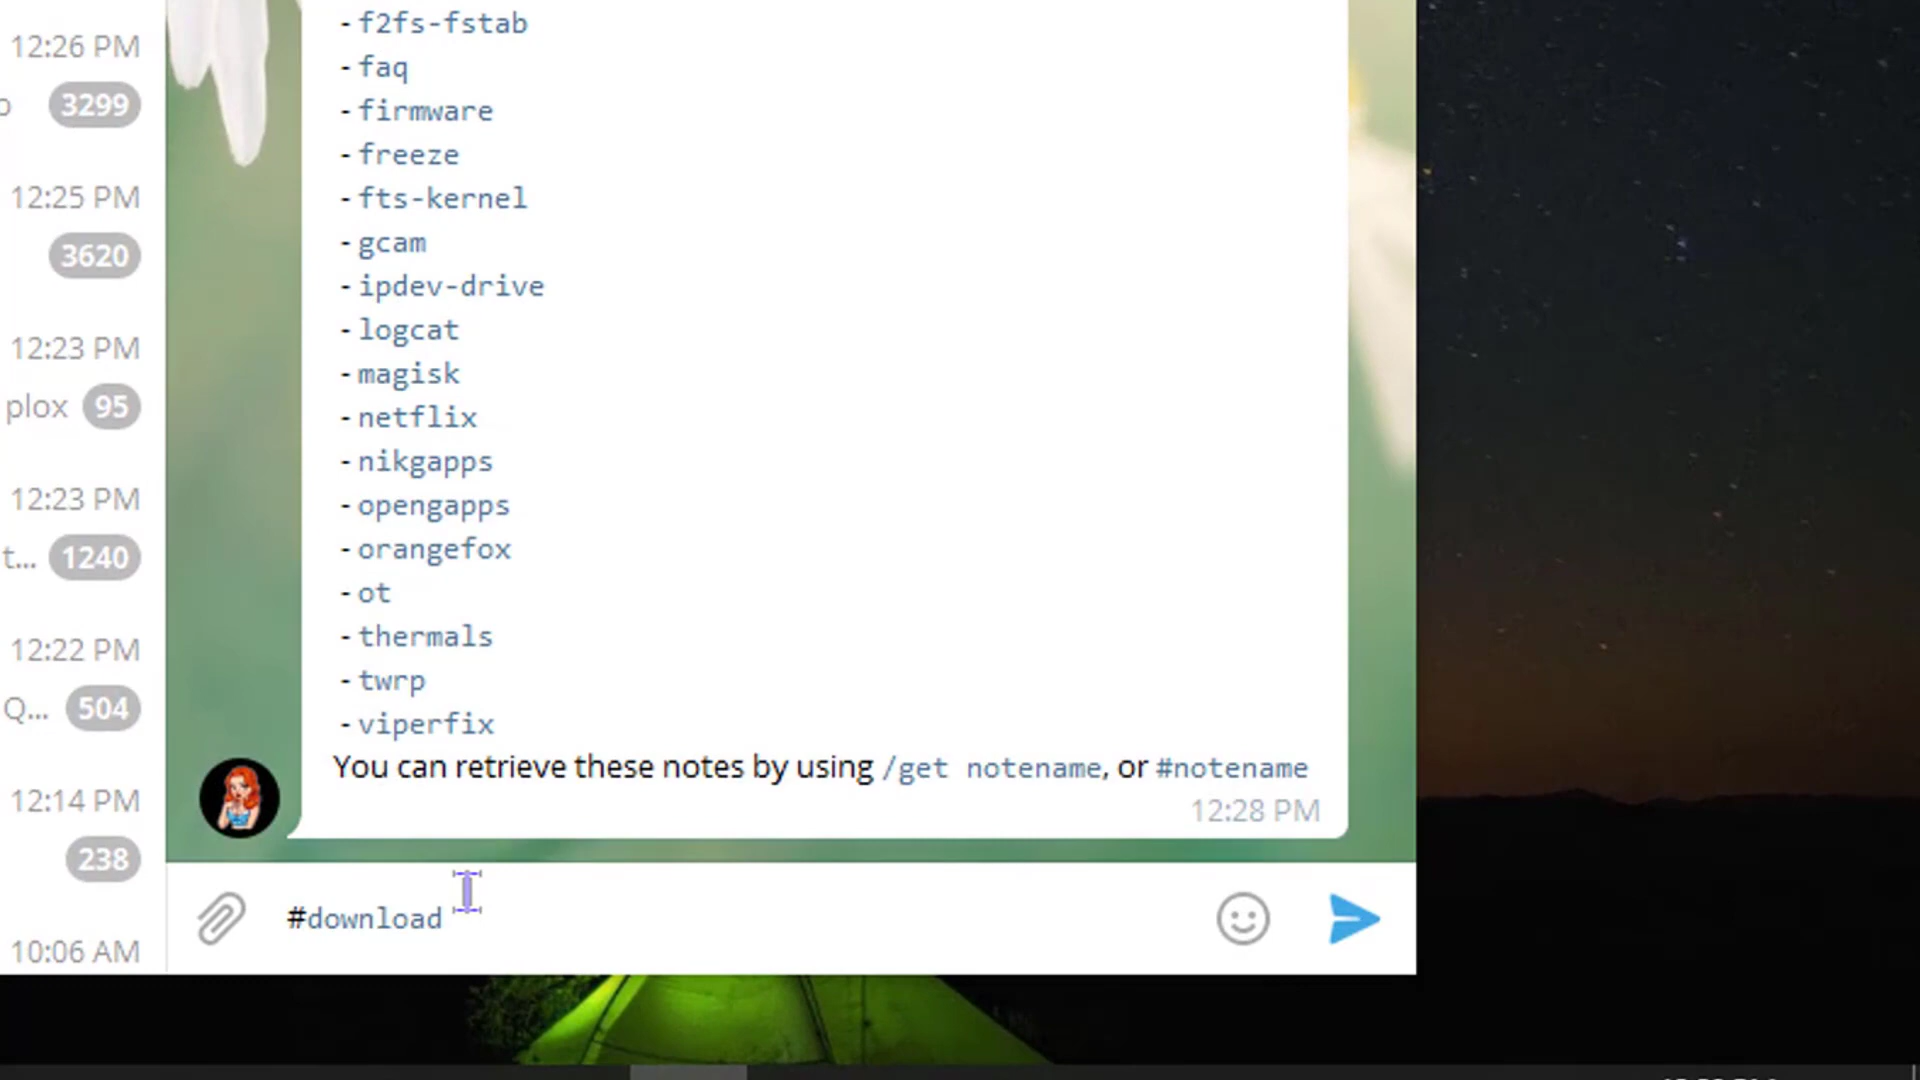 12:26 PM
3299
12:25 PM
3620
12:23 PM
plox 95
12:23 PM
t... 1240
12:22 PM
Q... 504
12:14 PM
238
10:06 AM
- f2fs-fstab
- faq
- firmware
- freeze
- fts-kernel
- gcam
- ipdev-drive
- logcat
- magisk
- netflix
- nikgapps
- opengapps
- orangefox
- ot
- thermals
- twrp
- viperfix
You can retrieve these notes by using /get notename, or #notename
12:28 PM
#download